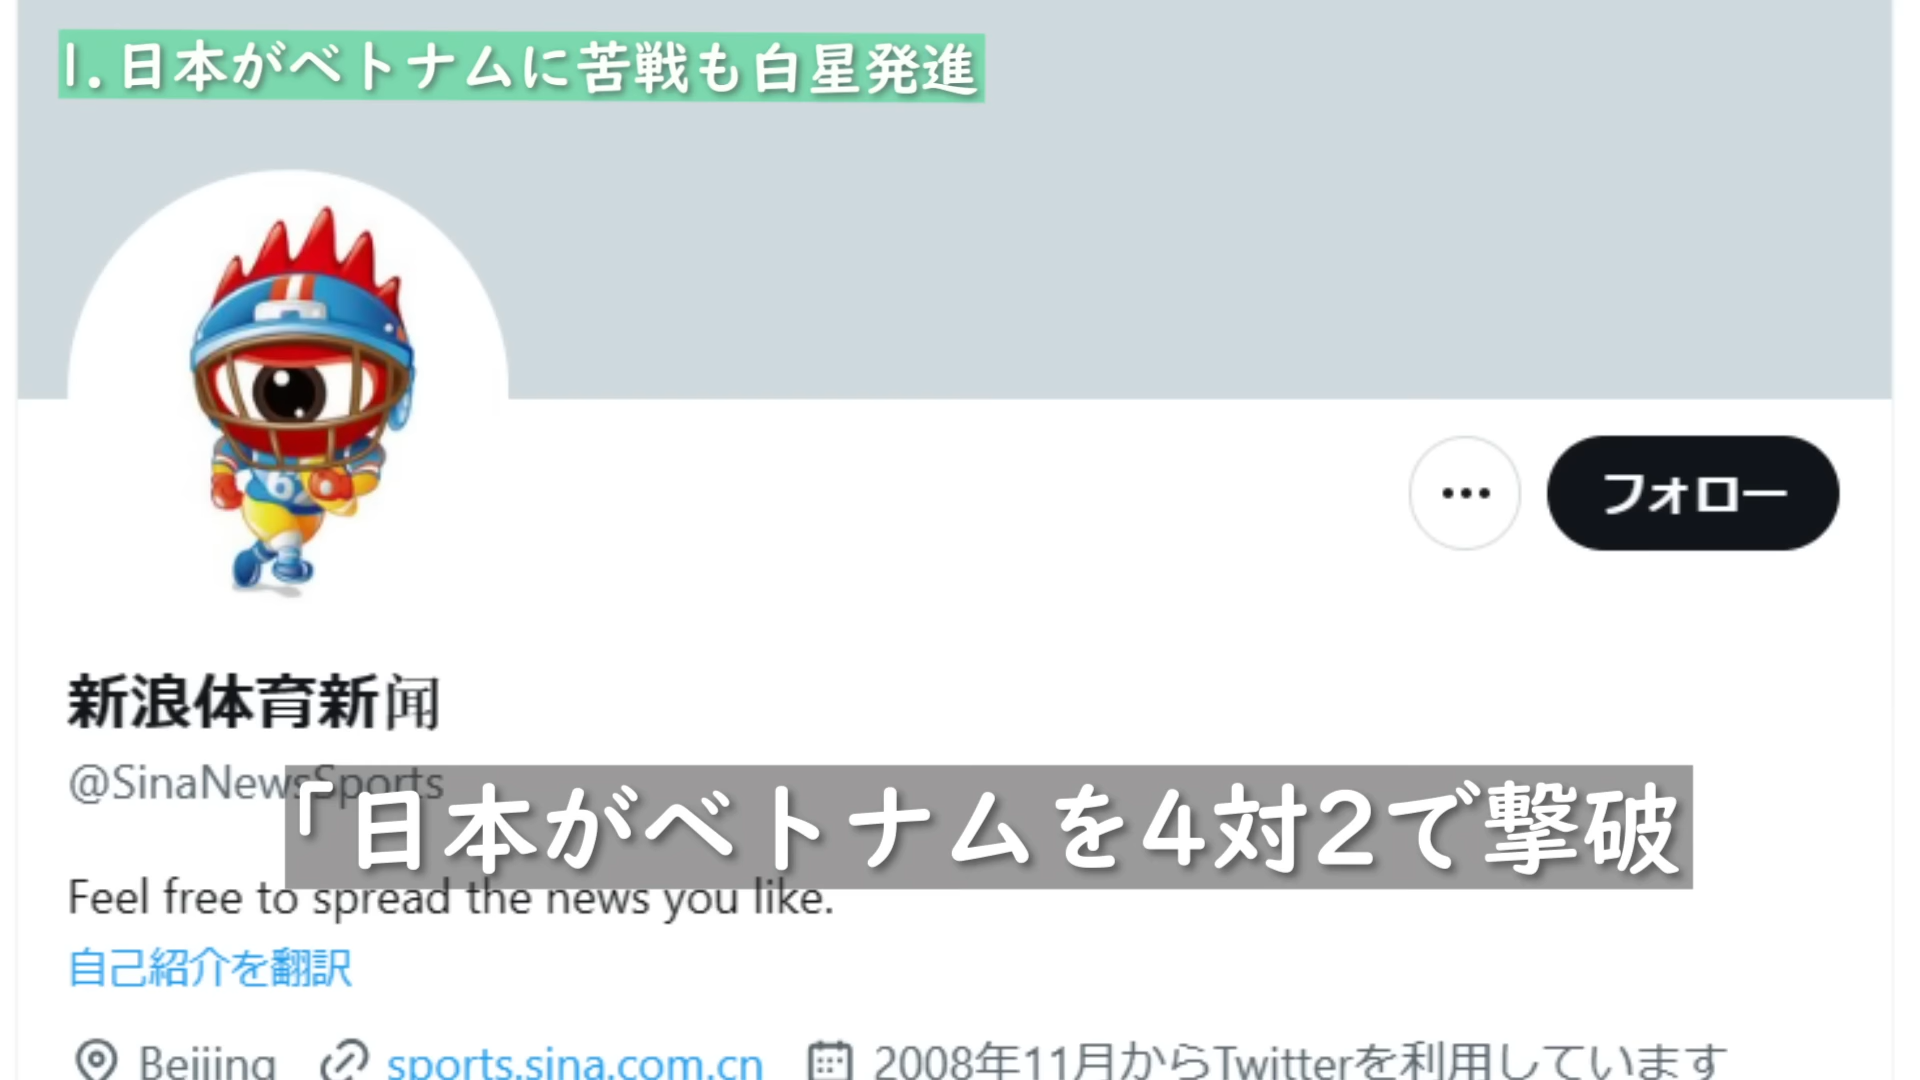 1.日本がベトナムに苦戦も白星発進
62
フォロー
新浪体育新闻
@SinaNewsSports
「日本がベトナムを4対2で撃破
Feel free to spread the news you like.
自己紹介を翻訳
Beijing sports.sina.com.cn 2008年11月からTwitterを利用しています